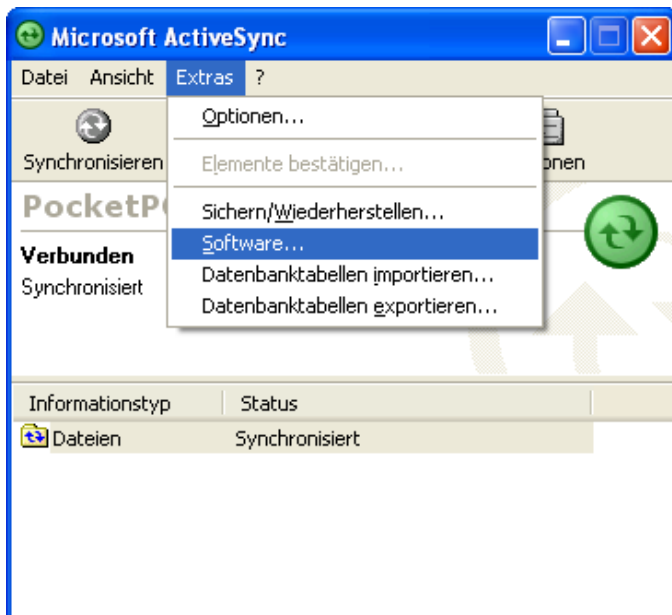 Microsoft ActiveSync
Datei Ansicht Extras ?
Optionen...
Synchronisieren
Elemente bestätigen...
Sichern/Wiederherstellen...
Software...
Datenbanktabellen importieren...
Datenbanktabellen exportieren...
Verbunden
Synchronisiert
Informationstyp Status
Dateien Synchronisiert